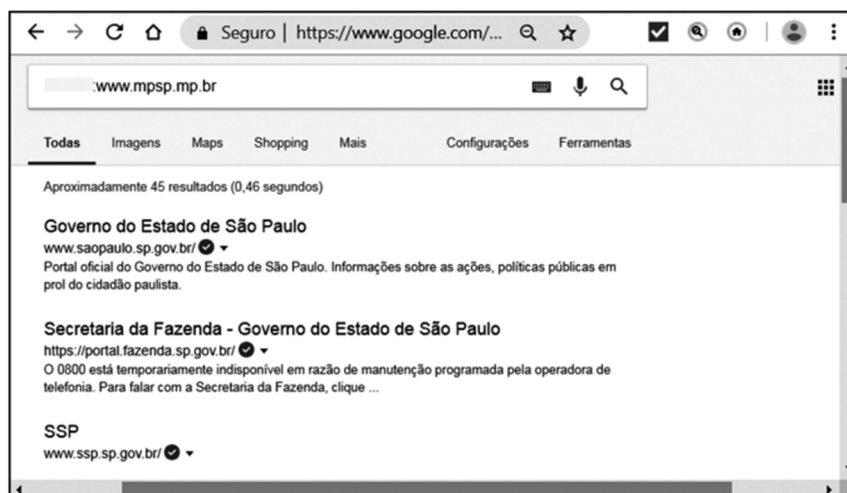 Seguro | https://www.google.com/...
:www.mpsp.mp.br
Todas Imagens Maps Shopping Mais Configurações Ferramentas
Aproximadamente 45 resultados (0,46 segundos)
Governo do Estado de São Paulo
www.saopaulo.sp.gov.br/
Portal oficial do Governo do Estado de São Paulo. Informações sobre as ações, políticas públicas em
prol do cidadão paulista.
Secretaria da Fazenda - Governo do Estado de São Paulo
https://portal.fazenda.sp.gov.br/
O 0800 está temporariamente indisponível em razão de manutenção programada pela operadora de
telefonia. Para falar com a Secretaria da Fazenda, clique ...
SSP
www.ssp.sp.gov.br/